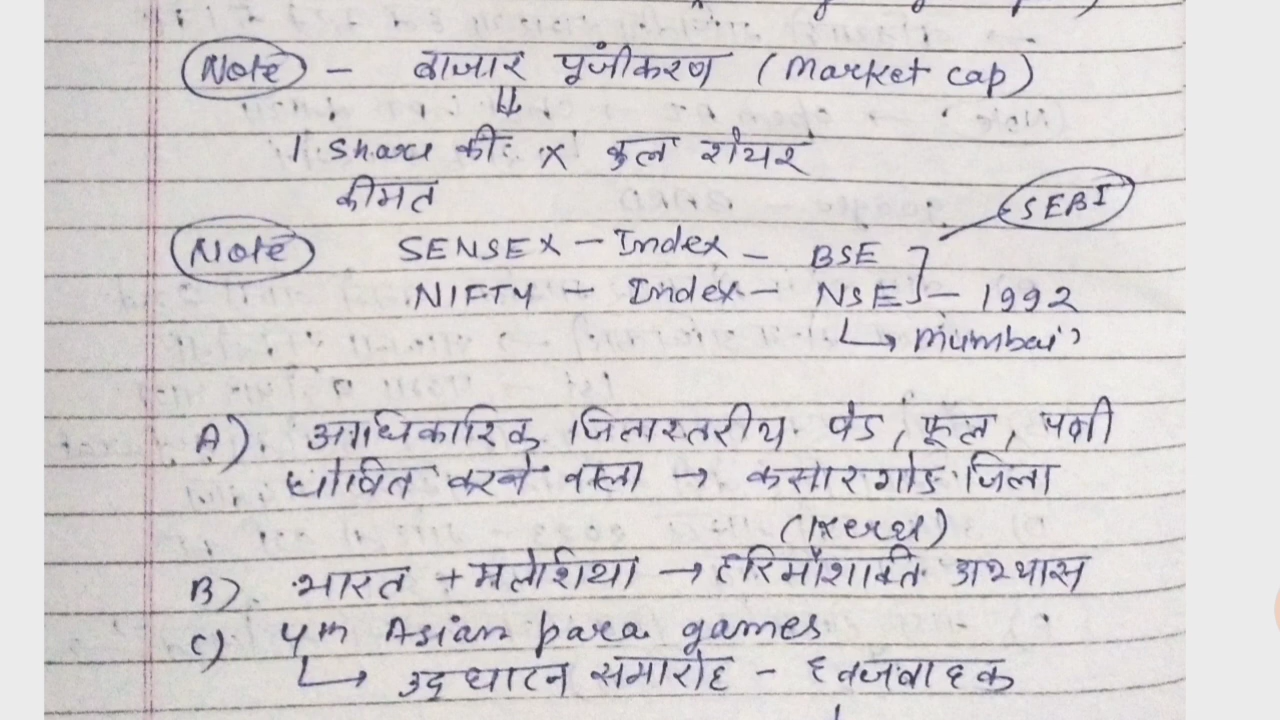 Note - बाजार पूंजीकरण (Market cap)
1 Share की x कुल शेयर
कीमत
SEBI
Note SENSEX - Index - BSE
NIFTY - Index - NSE - 1992
Mumbai
A). आधिकारिक जिलास्तरीय पेड, फूल, पक्षी
घोषित करने वाला → कसारगोड जिला
B). भारत + मलेशिया → हरिमाँशक्ति अभ्यास
C) 4th Asian para games
उद्घाटन समारोह - ध्वजवाहक